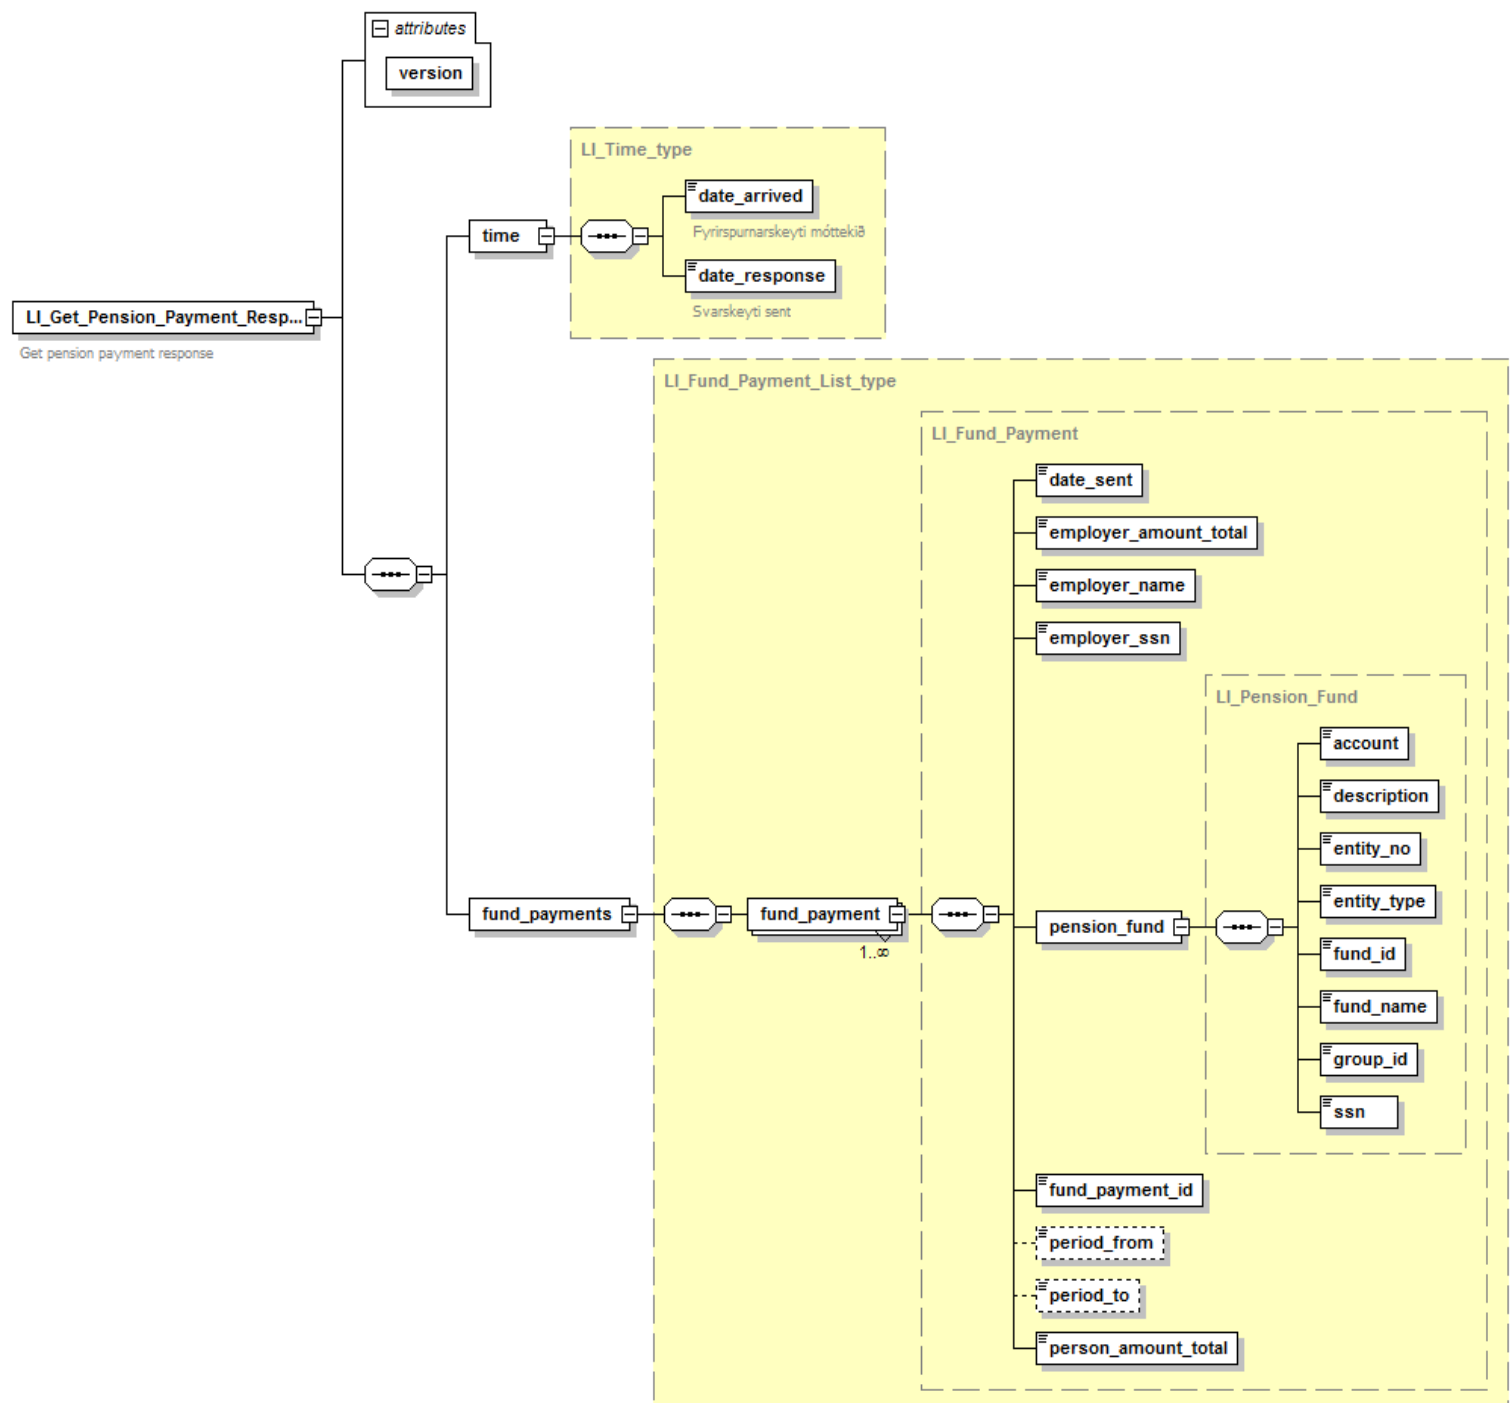 attributes
version
LI_Time_type
date_arrived
Fyrirspurnarskeyti móttekið
time
date_response
Svarskeyti sent
LI_Get_Pension_Payment_Resp...
Get pension payment response
LI_Fund_Payment_List_type
LI_Fund_Payment
date_sent
employer_amount_total
employer_name
employer_ssn
LI_Pension_Fund
account
description
entity_no
entity_type
fund_payments
fund_payment
1..∞
pension_fund
fund_id
fund_name
group_id
ssn
fund_payment_id
period_from
period_to
person_amount_total